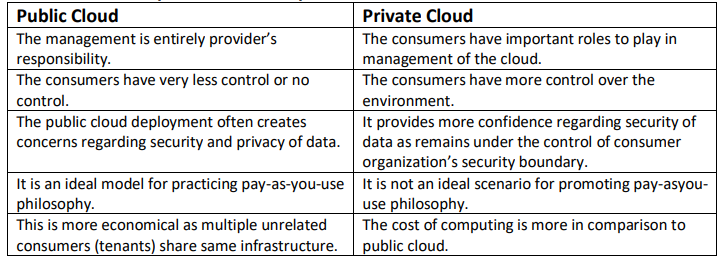 Public Cloud
Private Cloud
The management is entirely provider's
responsibility.
The consumers have important roles to play in
management of the cloud.
The consumers have very less control or no
control.
The consumers have more control over the
environment.
The public cloud deployment often creates
concerns regarding security and privacy of data.
It provides more confidence regarding security of
data as remains under the control of consumer
organization's security boundary.
It is an ideal model for practicing pay-as-you-use
philosophy.
It is not an ideal scenario for promoting pay-asyou-
use philosophy.
This is more economical as multiple unrelated
consumers (tenants) share same infrastructure.
The cost of computing is more in comparison to
public cloud.